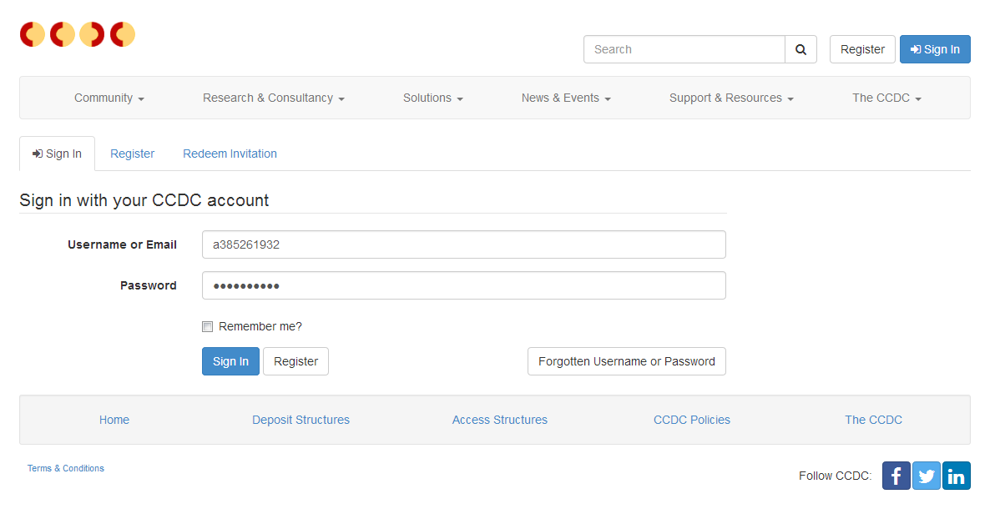 CCDC
Search
Register
Sign In
Community
Research & Consultancy
Solutions
News & Events
Support & Resources
The CCDC
Sign In
Register
Redeem Invitation
Sign in with your CCDC account
Username or Email
a385261932
Password
••••••••••
Remember me?
Sign In
Register
Forgotten Username or Password
Home
Deposit Structures
Access Structures
CCDC Policies
The CCDC
Terms & Conditions
Follow CCDC: